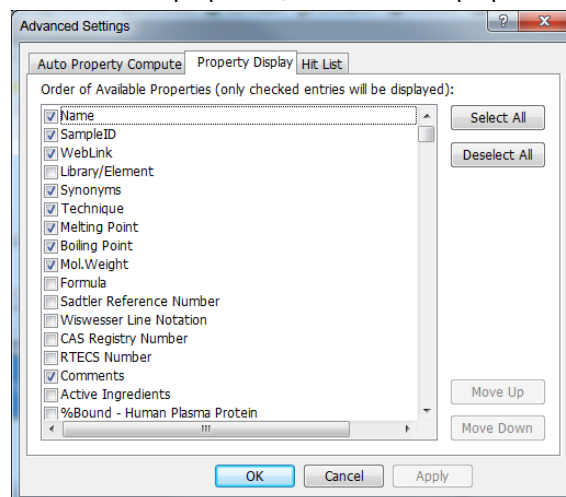 Advanced Settings
Auto Property Compute Property Display Hit List
Order of Available Properties (only checked entries will be displayed):
Name
SampleID
WebLink
Library/Element
Synonyms
Technique
Melting Point
Boiling Point
Mol.Weight
Formula
Sadtler Reference Number
Wiswesser Line Notation
CAS Registry Number
RTECS Number
Comments
Active Ingredients
%Bound - Human Plasma Protein
Select All
Deselect All
Move Up
Move Down
OK Cancel Apply